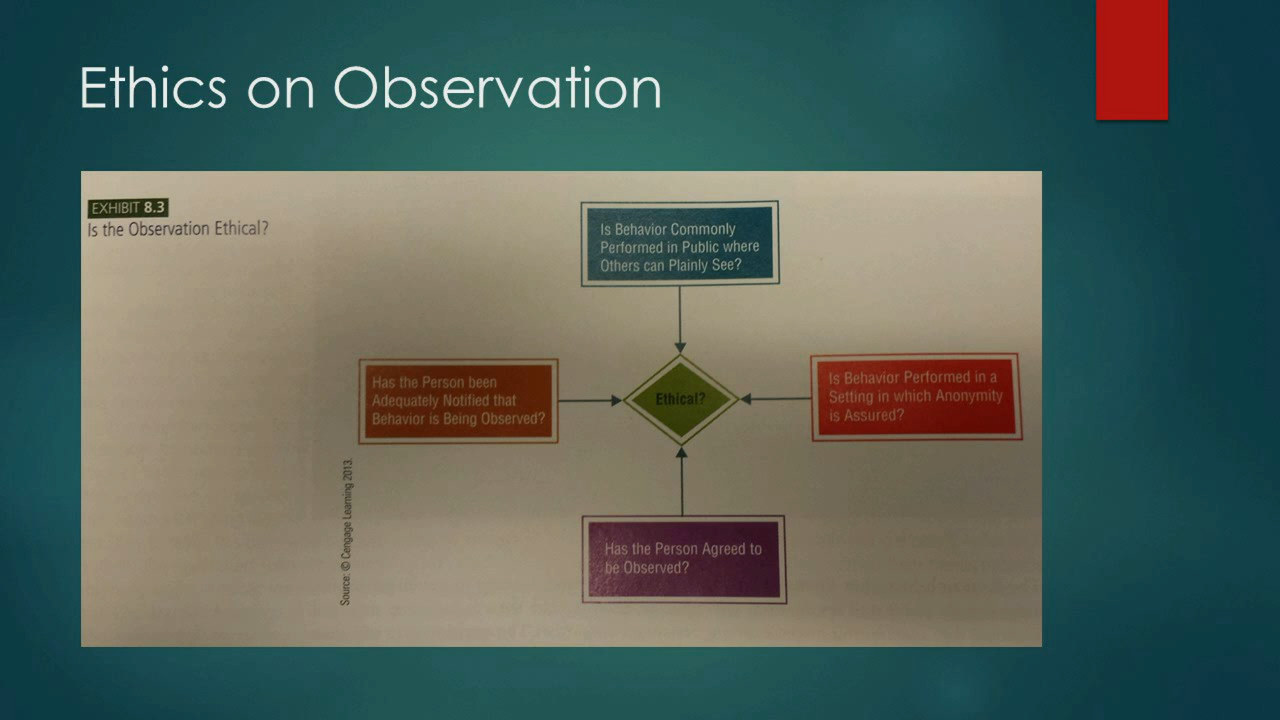 Ethics on Observation
EXHIBIT 8.3
Is the Observation Ethical?
Is Behavior Commonly
Performed in Public where
Others can Plainly See?
Has the Person been
Adequately Notified that
Behavior is Being Observed?
Ethical?
Is Behavior Performed in a
Setting in which Anonymity
is Assured?
Has the Person Agreed to
be Observed?
Source: © Cengage Learning 2013.